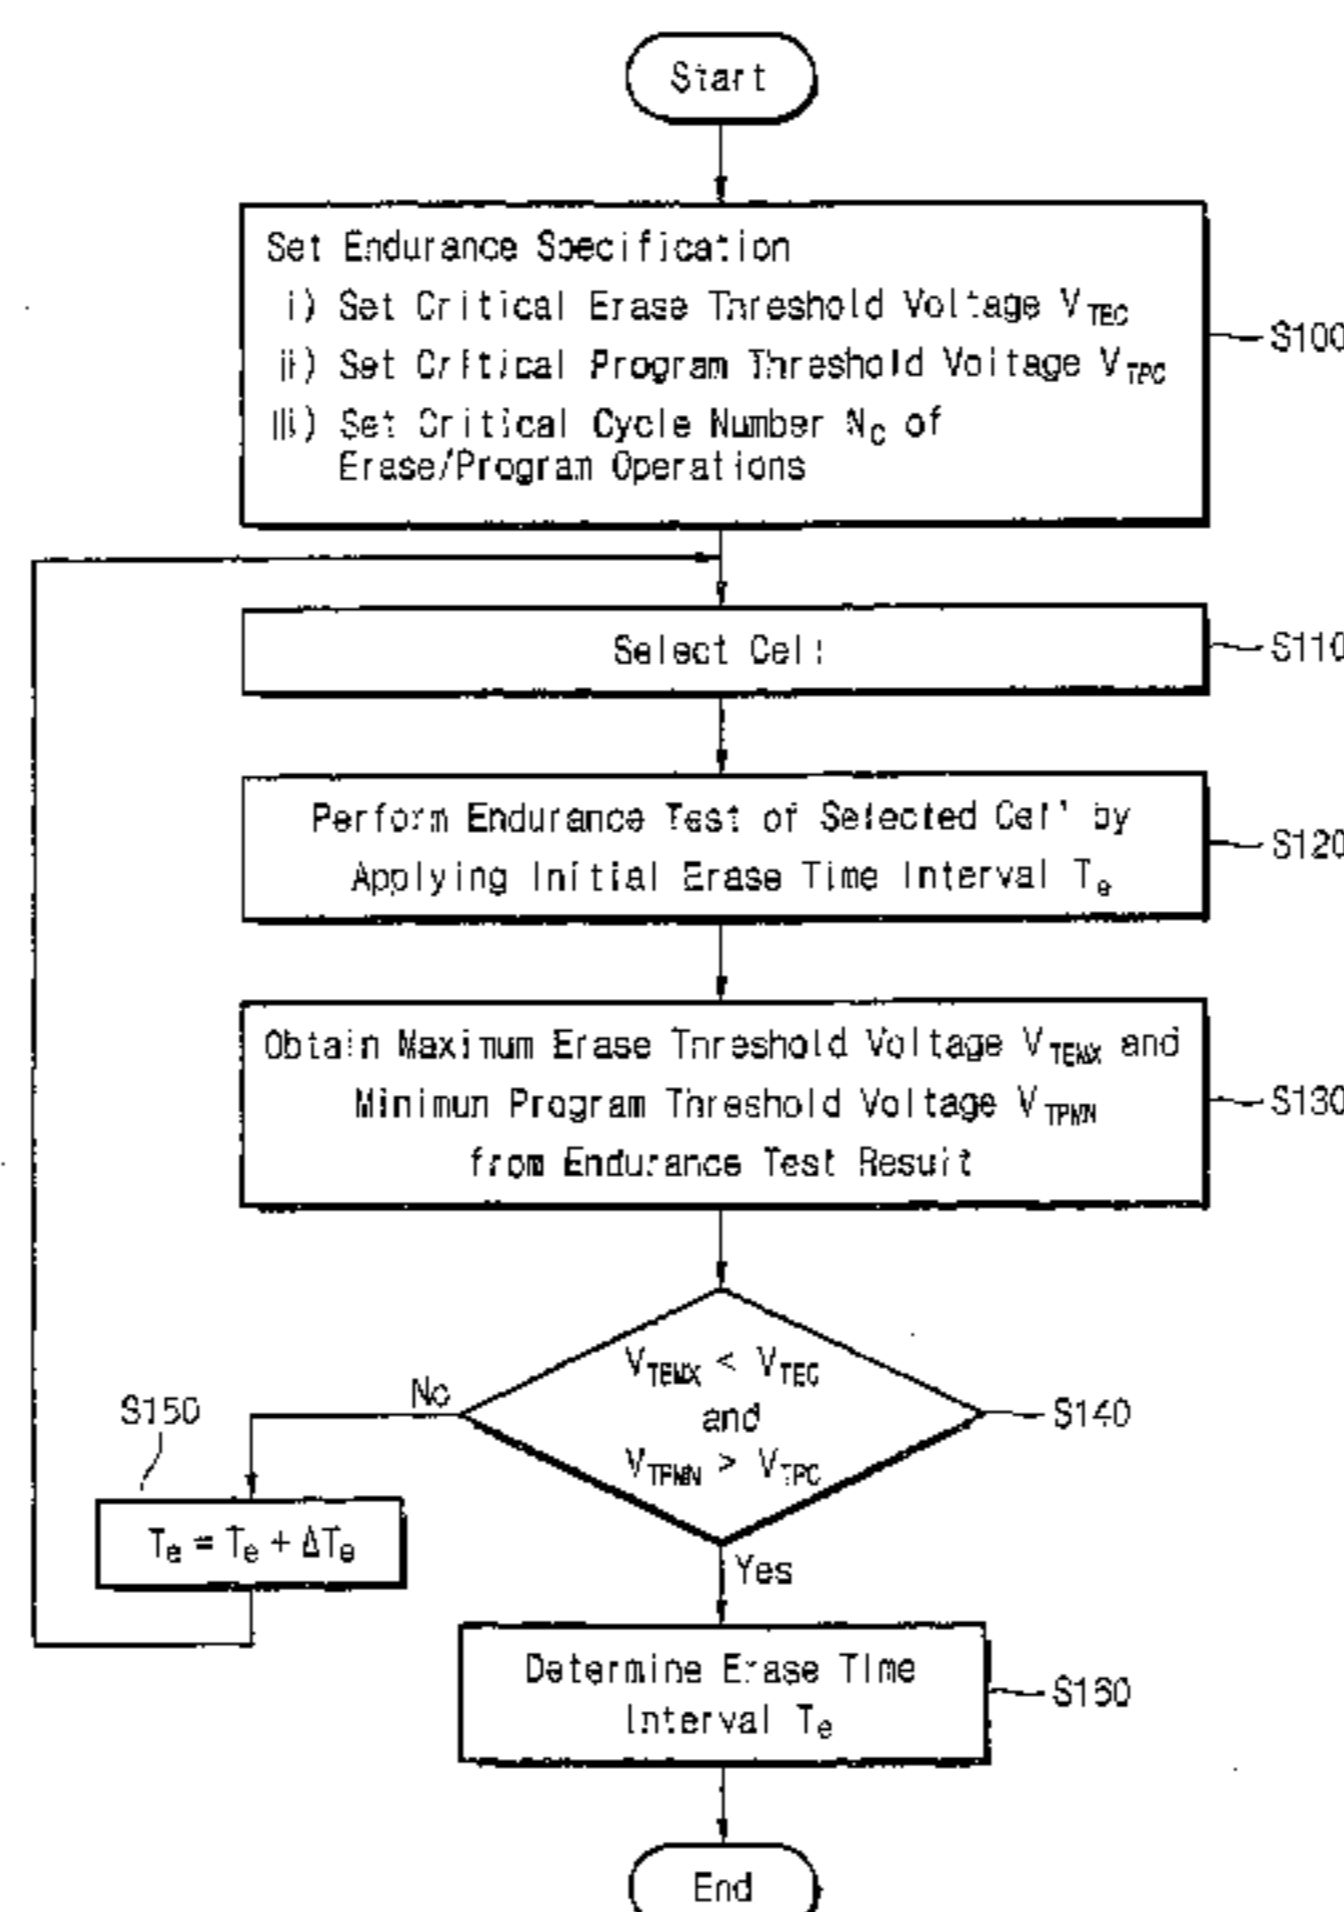 Start
Set Endurance Specification
i) Set Critical Erase Threshold Voltage VTEC
ii) Set Critical Program Threshold Voltage VTPC
iii) Set Critical Cycle Number NC of
Erase/Program Operations
S100
Select Cell
S110
Perform Endurance Test of Selected Cell by
Applying Initial Erase Time Interval Te
S120
Obtain Maximum Erase Threshold Voltage VTEMX and
Minimun Program Threshold Voltage VTPMN
from Endurance Test Result
S130
VTEMX < VTEC
and
VTPMN > VTPC
S140
No
S150
Te = Te + ΔTe
Yes
Determine Erase Time
Interval Te
S160
End